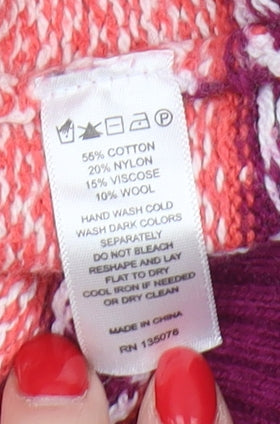 55% COTTON
20% NYLON
15% VISCOSE
10% WOOL
HAND WASH COLD
WASH DARK COLORS
SEPARATELY
DO NOT BLEACH
RESHAPE AND LAY
FLAT TO DRY
COOL IRON IF NEEDED
OR DRY CLEAN
MADE IN CHINA
RN 135076